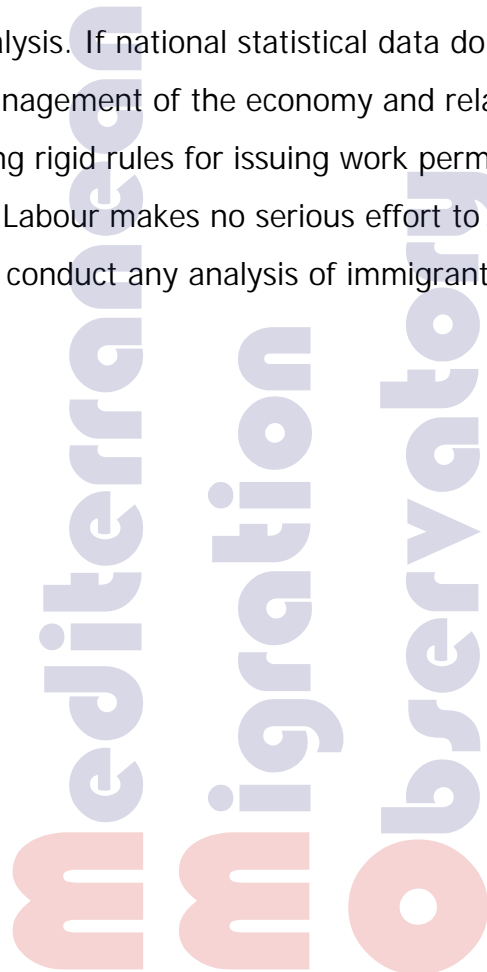 alysis. If national statistical data do
nagement of the economy and rela
ng rigid rules for issuing work perm
Labour makes no serious effort to
conduct any analysis of immigrant
mediterranean
migration
observatory